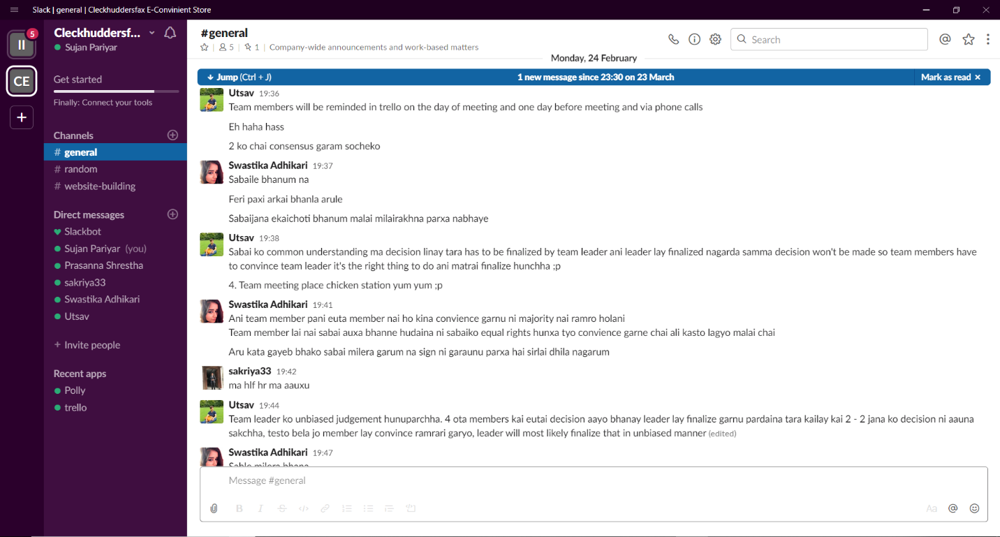 Slack | general | Cleckhuddersfax E-Convinient Store
5
II
CE
+
Cleckhuddersf...
Sujan Pariyar
Get started
Finally: Connect your tools
Channels
# general
# random
# website-building
Direct messages
Slackbot
Sujan Pariyar (you)
Prasanna Shrestha
sakriya33
Swastika Adhikari
Utsav
+ Invite people
Recent apps
Polly
trello
#general
5 | 1 | Company-wide announcements and work-based matters
Search
Monday, 24 February
Jump (Ctrl + J) 1 new message since 23:30 on 23 March Mark as read ×
Utsav 19:36
Team members will be reminded in trello on the day of meeting and one day before meeting and via phone calls
Eh haha hass
2 ko chai consensus garam socheko
Swastika Adhikari 19:37
Sabaile bhanum na
Feri paxi arkai bhanla arule
Sabaijana ekaichoti bhanum malai milairakhna parxa nabhaye
Utsav 19:38
Sabai ko common understanding ma decision linay tara has to be finalized by team leader ani leader lay finalized nagarda samma decision won't be made so team members have
to convince team leader it's the right thing to do ani matrai finalize hunchha ;p
4. Team meeting place chicken station yum yum ;p
Swastika Adhikari 19:41
Ani team member pani euta member nai ho kina convience garnu ni majority nai ramro holani
Team member lai nai sabai auxa bhanne hudaina ni sabaiko equal rights hunxa tyo convience garne chai ali kasto lagyo malai chai
Aru kata gayeb bhako sabai milera garum na sign ni garaunu parxa hai sirlai dhila nagarum
sakriya33 19:42
ma hlf hr ma aauxu
Utsav 19:44
Team leader ko unbiased judgement hunuparchha. 4 ota members kai eutai decision aayo bhanay leader lay finalize garnu pardaina tara kailay kai 2 - 2 jana ko decision ni aauna
sakchha, testo bela jo member lay convince ramrari garyo, leader will most likely finalize that in unbiased manner (edited)
Swastika Adhikari 19:47
Sable milera bhana
Message #general
Aa @